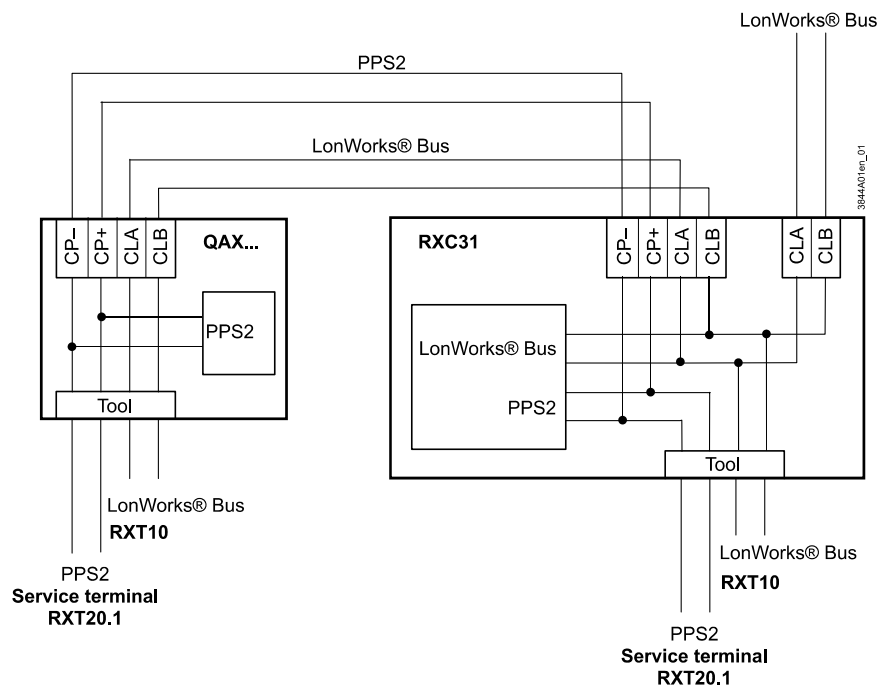 LonWorks® Bus
PPS2
LonWorks® Bus
3844A01en_01
CP–
CP+
CLA
CLB
QAX...
RXC31
CP–
CP+
CLA
CLB
CLA
CLB
PPS2
LonWorks® Bus
PPS2
Tool
Tool
LonWorks® Bus
RXT10
PPS2
Service terminal
RXT20.1
LonWorks® Bus
RXT10
PPS2
Service terminal
RXT20.1